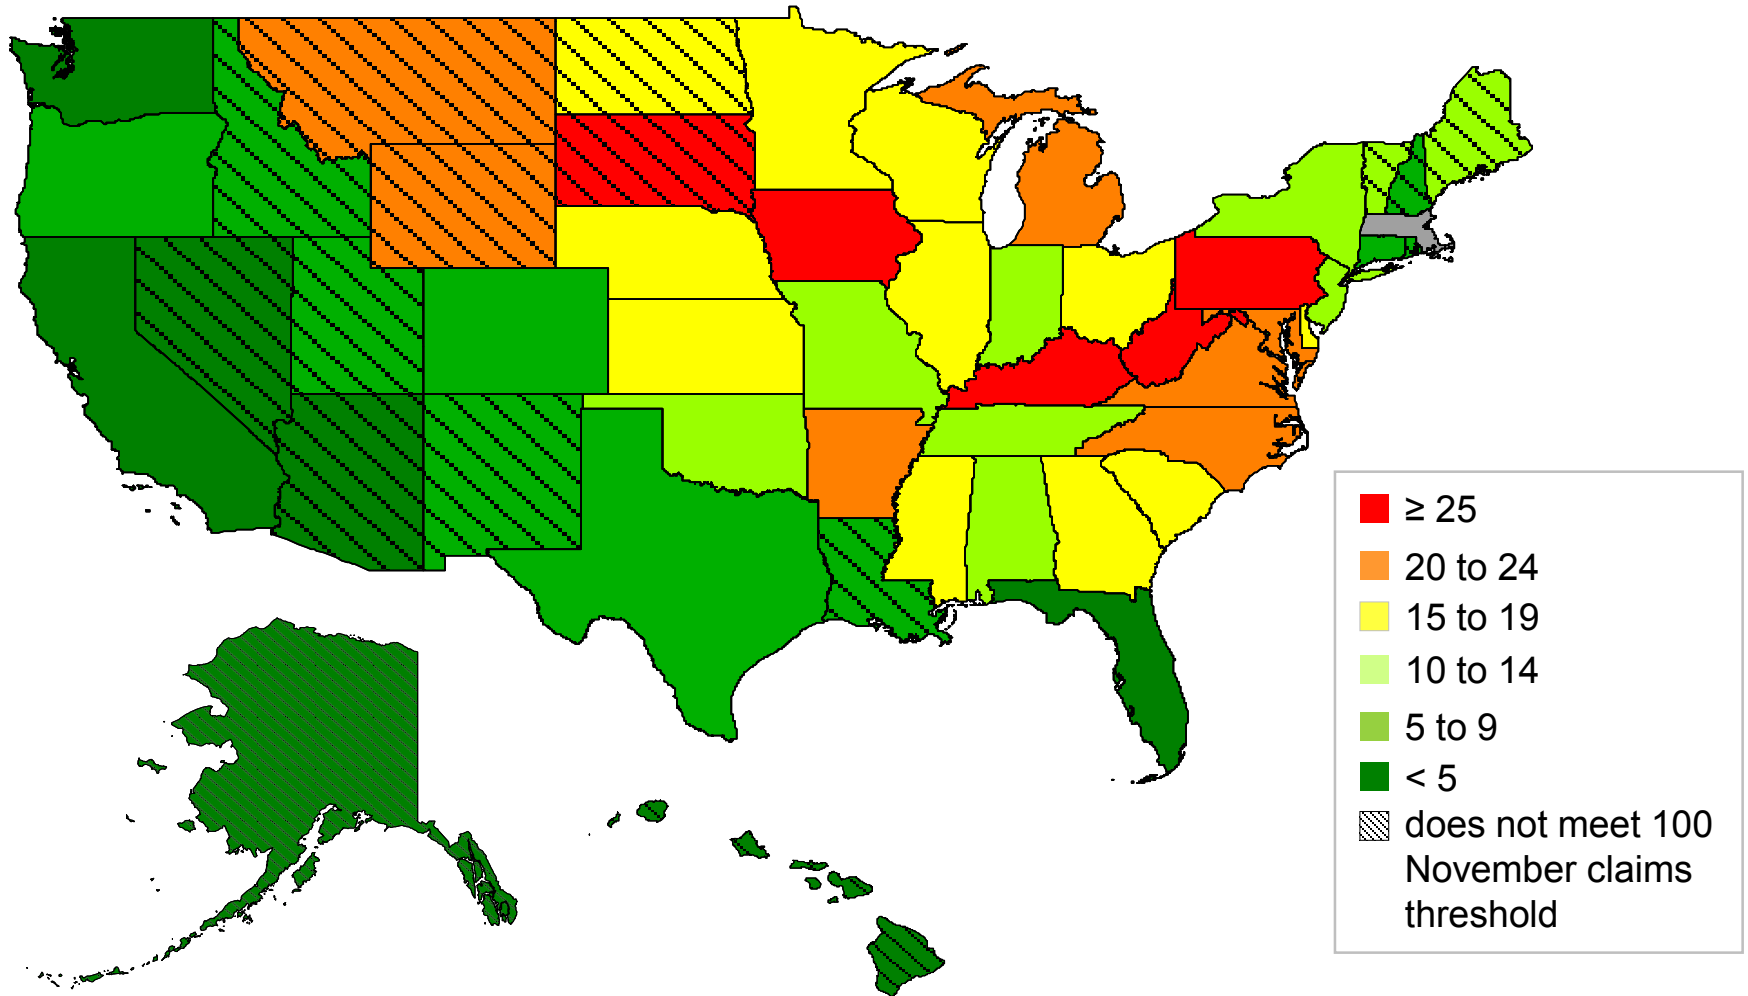 ≥ 25
20 to 24
15 to 19
10 to 14
5 to 9
< 5
does not meet 100
November claims
threshold